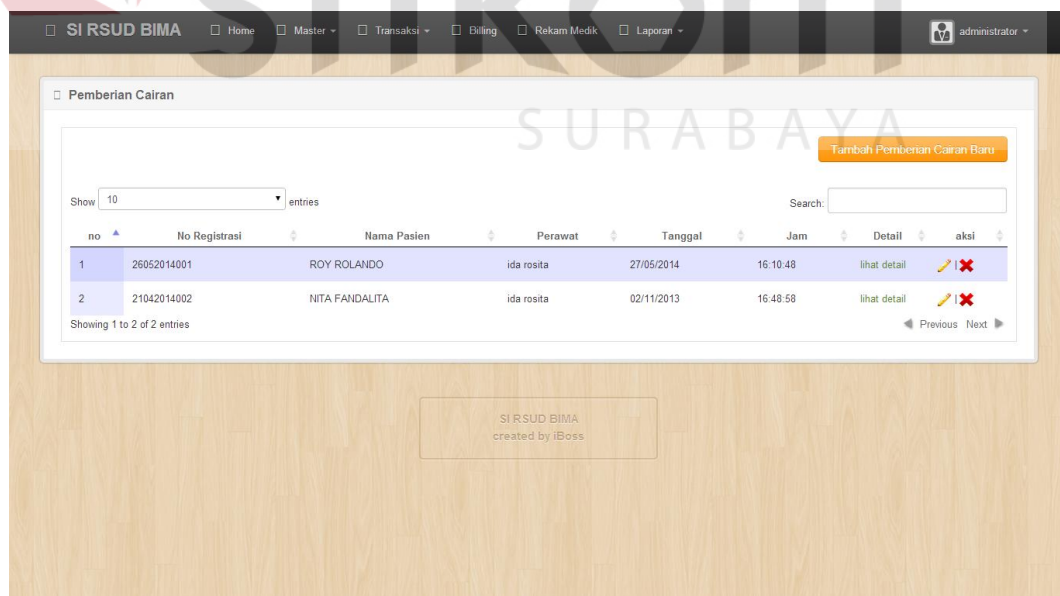 SI RSUD BIMA Home Master Transaksi Billing Rekam Medik Laporan administrator
Pemberian Cairan
SURABAYA
Tambah Pemberian Cairan Baru
Show 10 entries Search:
no No Registrasi Nama Pasien Perawat Tanggal Jam Detail aksi
1 26052014001 ROY ROLANDO ida rosita 27/05/2014 16:10:48 lihat detail |
2 21042014002 NITA FANDALITA ida rosita 02/11/2013 16:48:58 lihat detail |
Showing 1 to 2 of 2 entries Previous Next
SI RSUD BIMA
created by iBoss